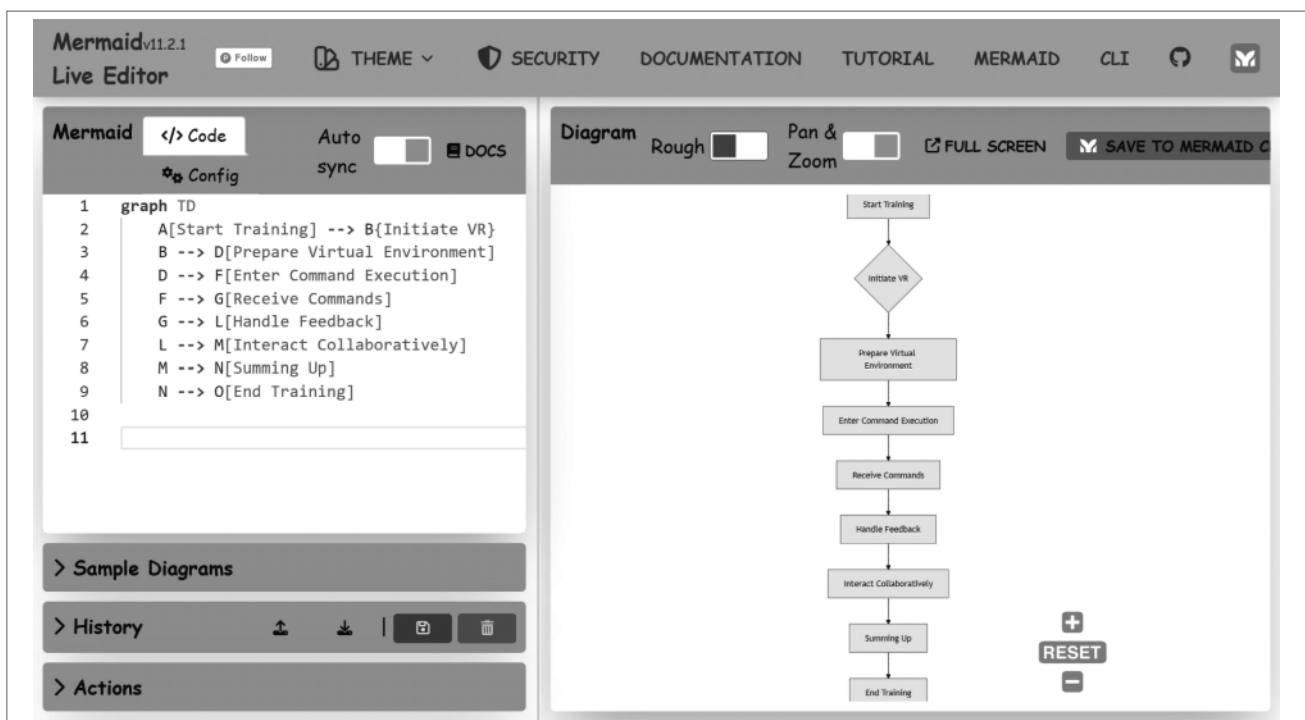 Mermaid v11.2.1
Live Editor
Follow
THEME
SECURITY
DOCUMENTATION
TUTORIAL
MERMAID
CLI
Mermaid
</> Code
Config
Auto
sync
DOCS
1 graph TD
2 A[Start Training] --> B{Initiate VR}
3 B --> D[Prepare Virtual Environment]
4 D --> F[Enter Command Execution]
5 F --> G[Receive Commands]
6 G --> L[Handle Feedback]
7 L --> M[Interact Collaboratively]
8 M --> N[Summing Up]
9 N --> O[End Training]
10
11
Sample Diagrams
History
Actions
Diagram
Rough
Pan &
Zoom
FULL SCREEN
SAVE TO MERMAID C
Start Training
Initiate VR
Prepare Virtual
Environment
Enter Command Execution
Receive Commands
Handle Feedback
Interact Collaboratively
Summing Up
End Training
RESET